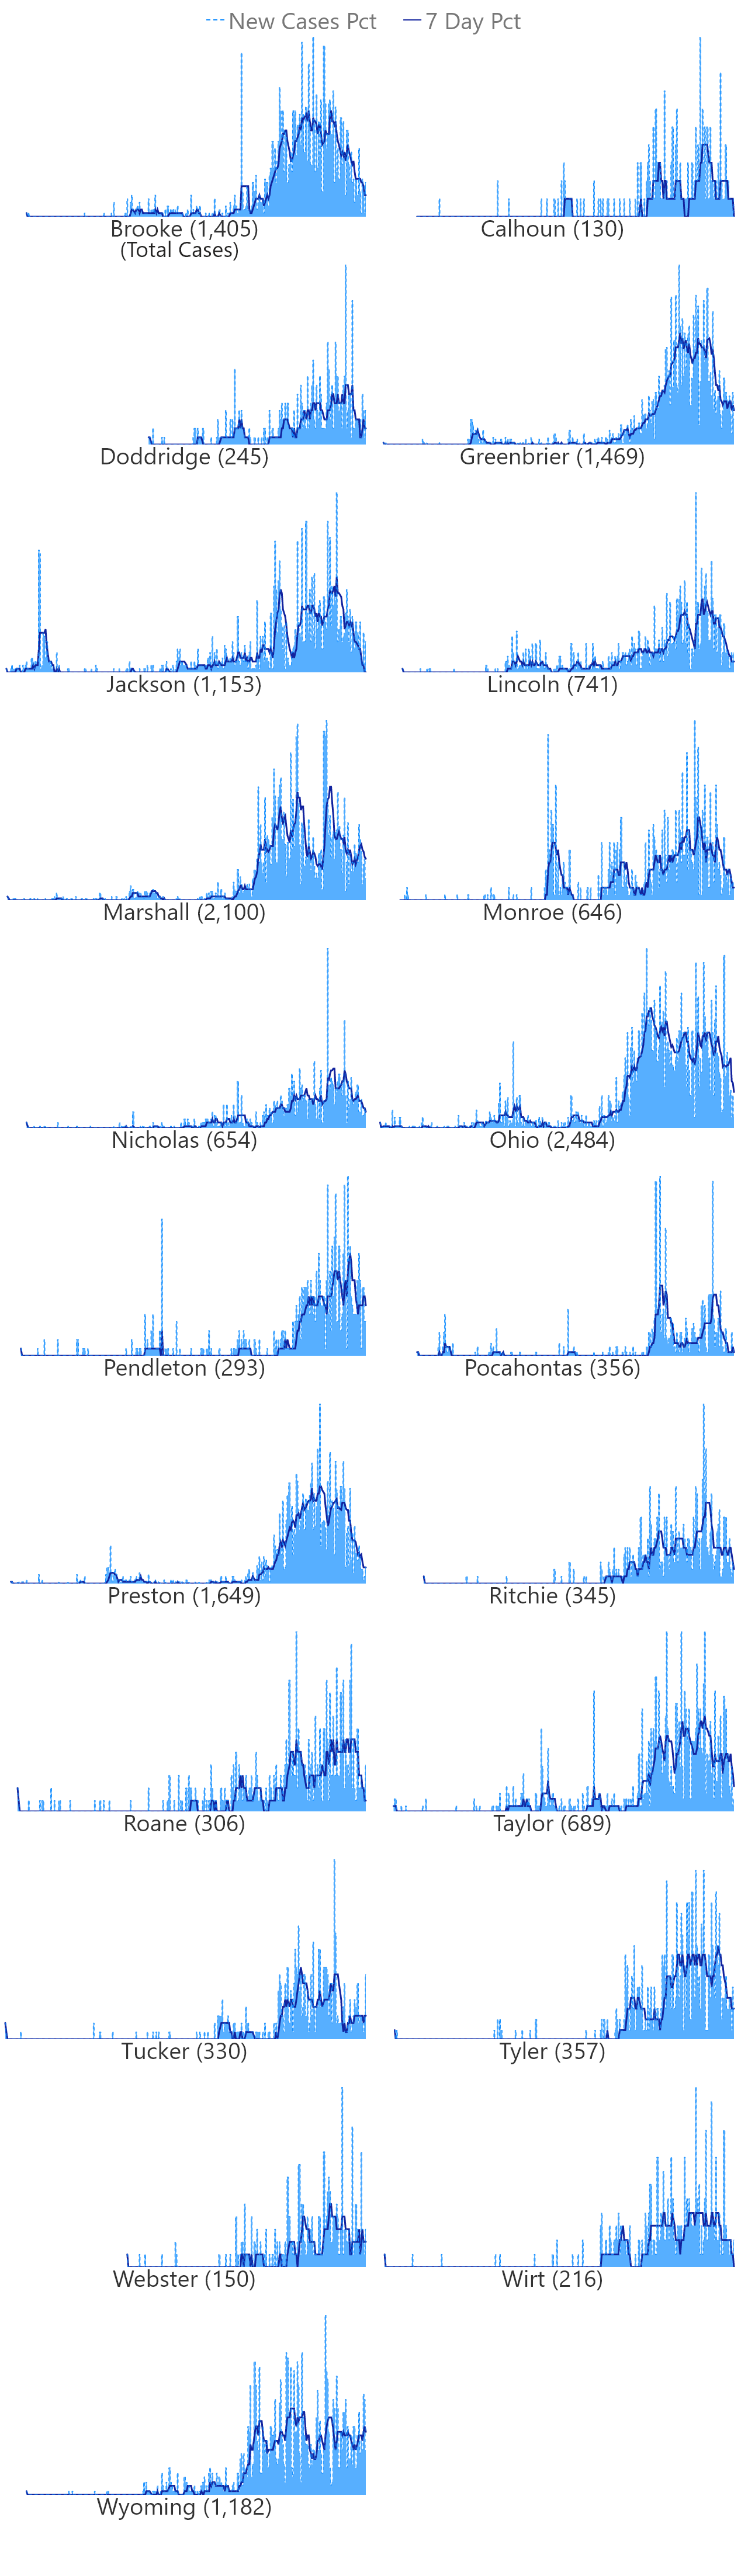 New Cases Pct 7 Day Pct
Brooke (1,405) Calhoun (130)
(Total Cases)
Doddridge (245) Greenbrier (1,469)
Jackson (1,153) Lincoln (741)
Marshall (2,100) Monroe (646)
Nicholas (654) Ohio (2,484)
Pendleton (293) Pocahontas (356)
Preston (1,649) Ritchie (345)
Roane (306) Taylor (689)
Tucker (330) Tyler (357)
Webster (150) Wirt (216)
Wyoming (1,182)